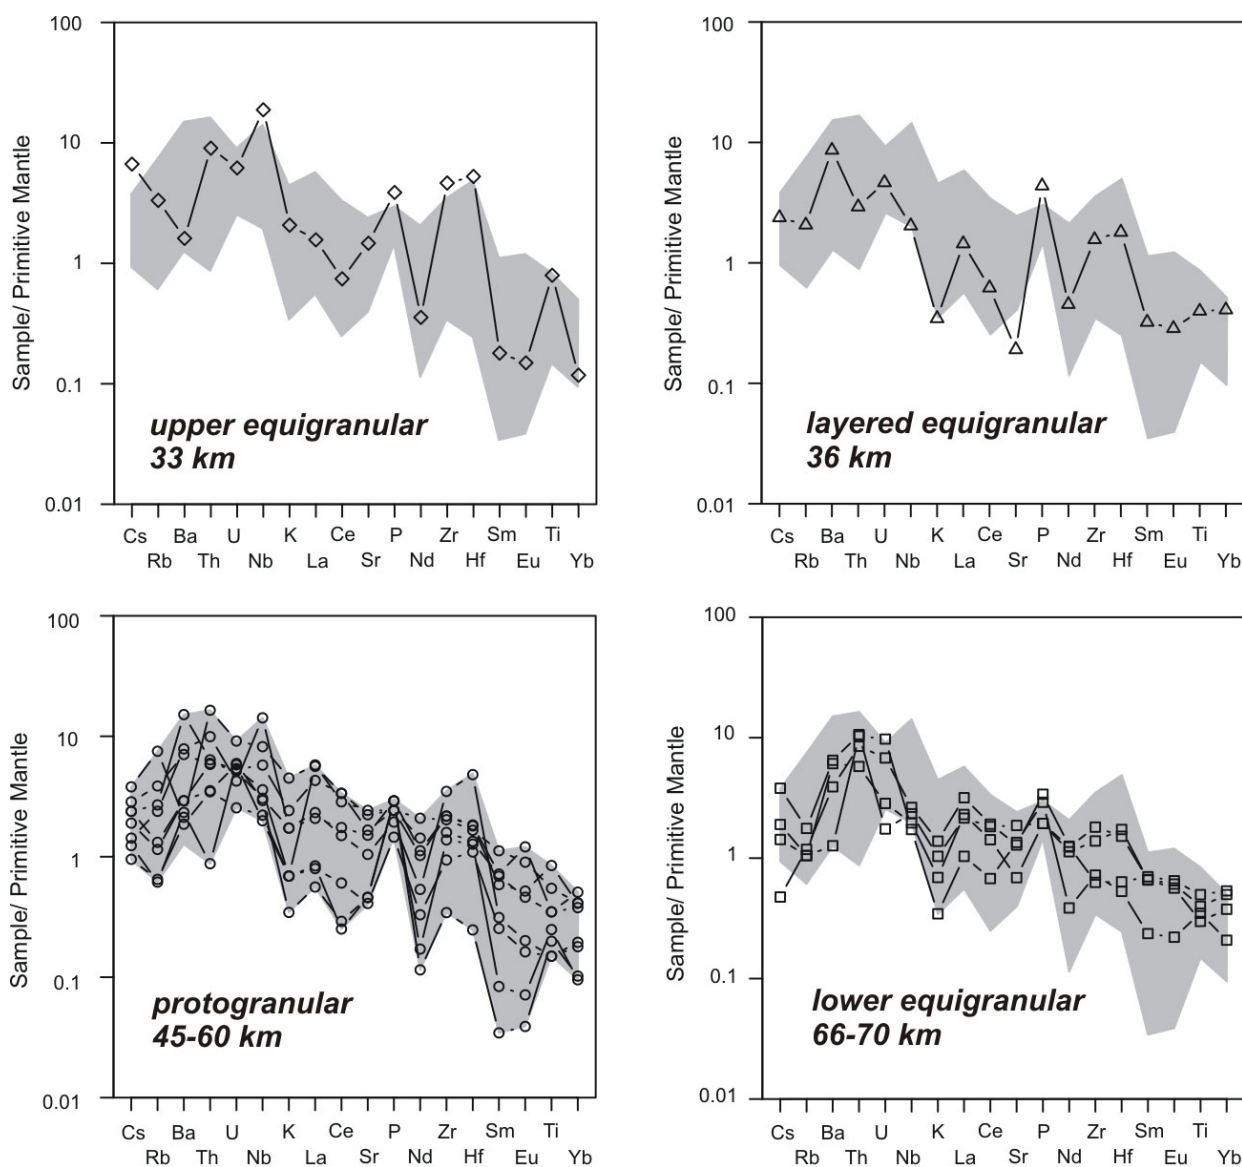 100
10
1
0.1
0.01
Sample/ Primitive Mantle
upper equigranular
33 km
Cs Ba U K Ce P Zr Sm Ti
Rb Th Nb La Sr Nd Hf Eu Yb
100
10
1
0.1
0.01
Sample/ Primitive Mantle
layered equigranular
36 km
Cs Ba U K Ce P Zr Sm Ti
Rb Th Nb La Sr Nd Hf Eu Yb
100
10
1
0.1
0.01
Sample/ Primitive Mantle
protogranular
45-60 km
Cs Ba U K Ce P Zr Sm Ti
Rb Th Nb La Sr Nd Hf Eu Yb
100
10
1
0.1
0.01
Sample/ Primitive Mantle
lower equigranular
66-70 km
Cs Ba U K Ce P Zr Sm Ti
Rb Th Nb La Sr Nd Hf Eu Yb